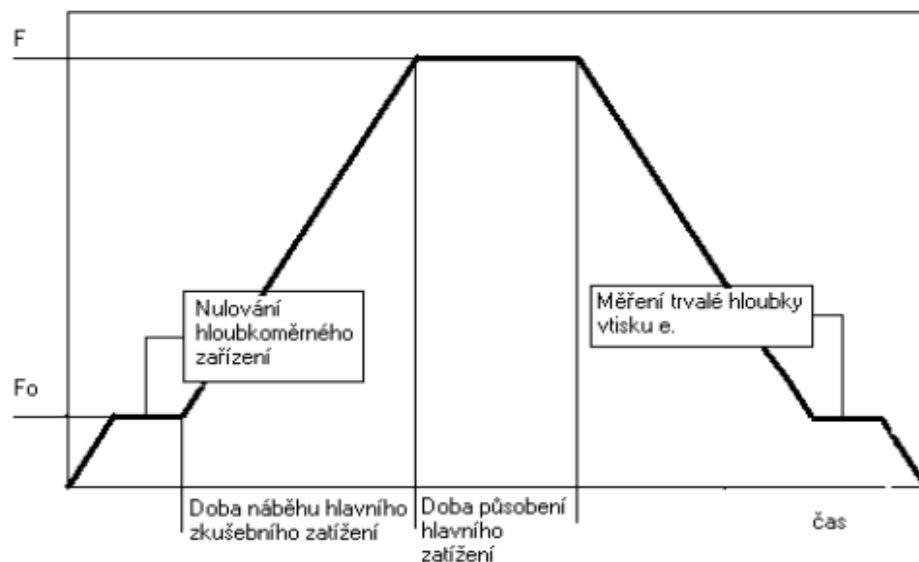 F
Nulování
hloubkoměrného
zařízení
Měření trvalé hloubky
vtisku e.
Fo
Doba náběhu hlavního
zkušebního zatížení
Doba působení
hlavního
zatížení
čas